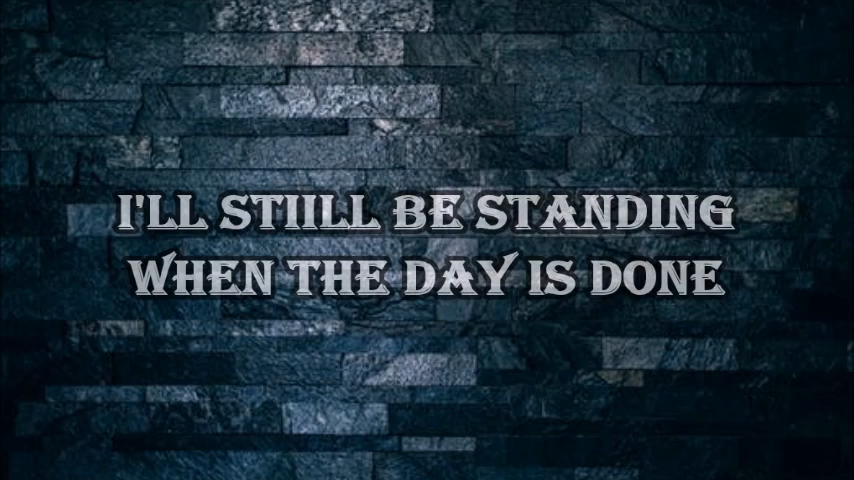 I'LL STIILL BE STANDING
WHEN THE DAY IS DONE